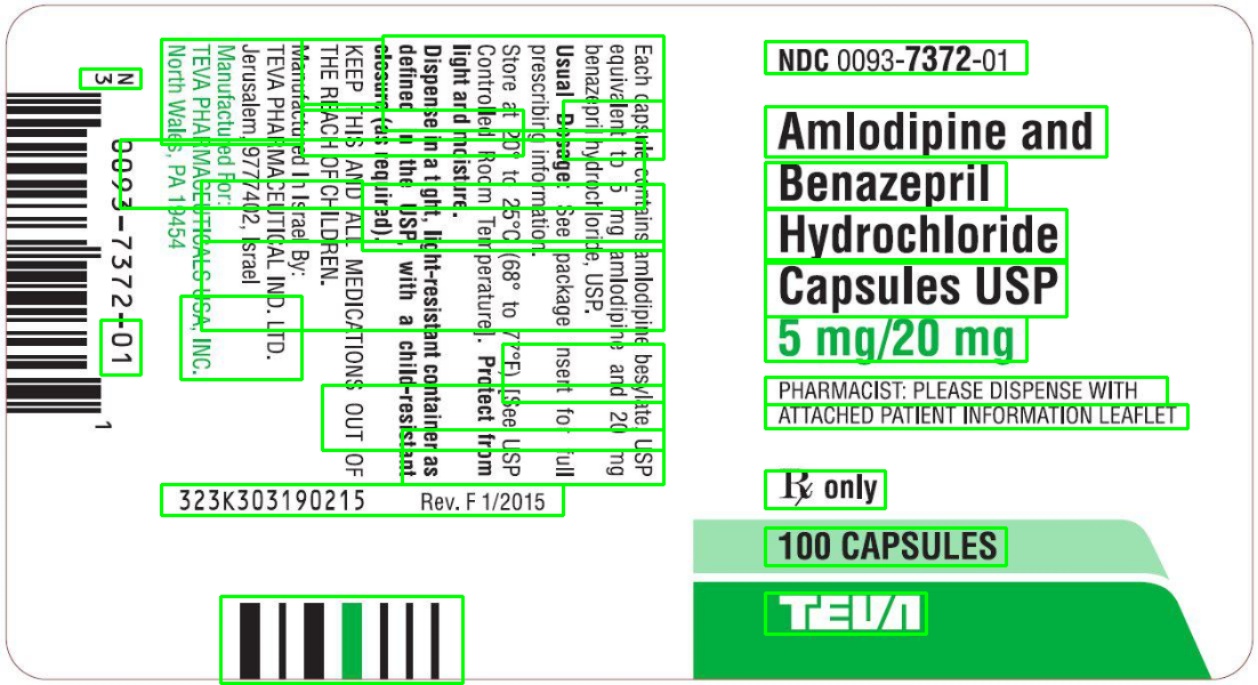 NDC 0093-7372-01
Amlodipine and
Benazepril
Hydrochloride
Capsules USP
5 mg/20 mg
PHARMACIST: PLEASE DISPENSE WITH
ATTACHED PATIENT INFORMATION LEAFLET
Rx only
100 CAPSULES
TEVA
Each capsule contains amlodipine besylate, USP
equivalent to 5 mg amlodipine and 20 mg
benazepril hydrochloride, USP.
Usual Dosage: See package insert for full
prescribing information.
Store at 20° to 25°C (68° to 77°F) [See USP
Controlled Room Temperature]. Protect from
light and moisture.
Dispense in a tight, light-resistant container as
defined in the USP, with a child-resistant
closure (as required).
KEEP THIS AND ALL MEDICATIONS OUT OF
THE REACH OF CHILDREN.
Manufactured In Israel By:
TEVA PHARMACEUTICAL IND. LTD.
Jerusalem, 9777402, Israel
Manufactured For:
TEVA PHARMACEUTICALS USA, INC.
North Wales, PA 19454
323K303190215 Rev. F 1/2015
N
3
0093-7372-01
1